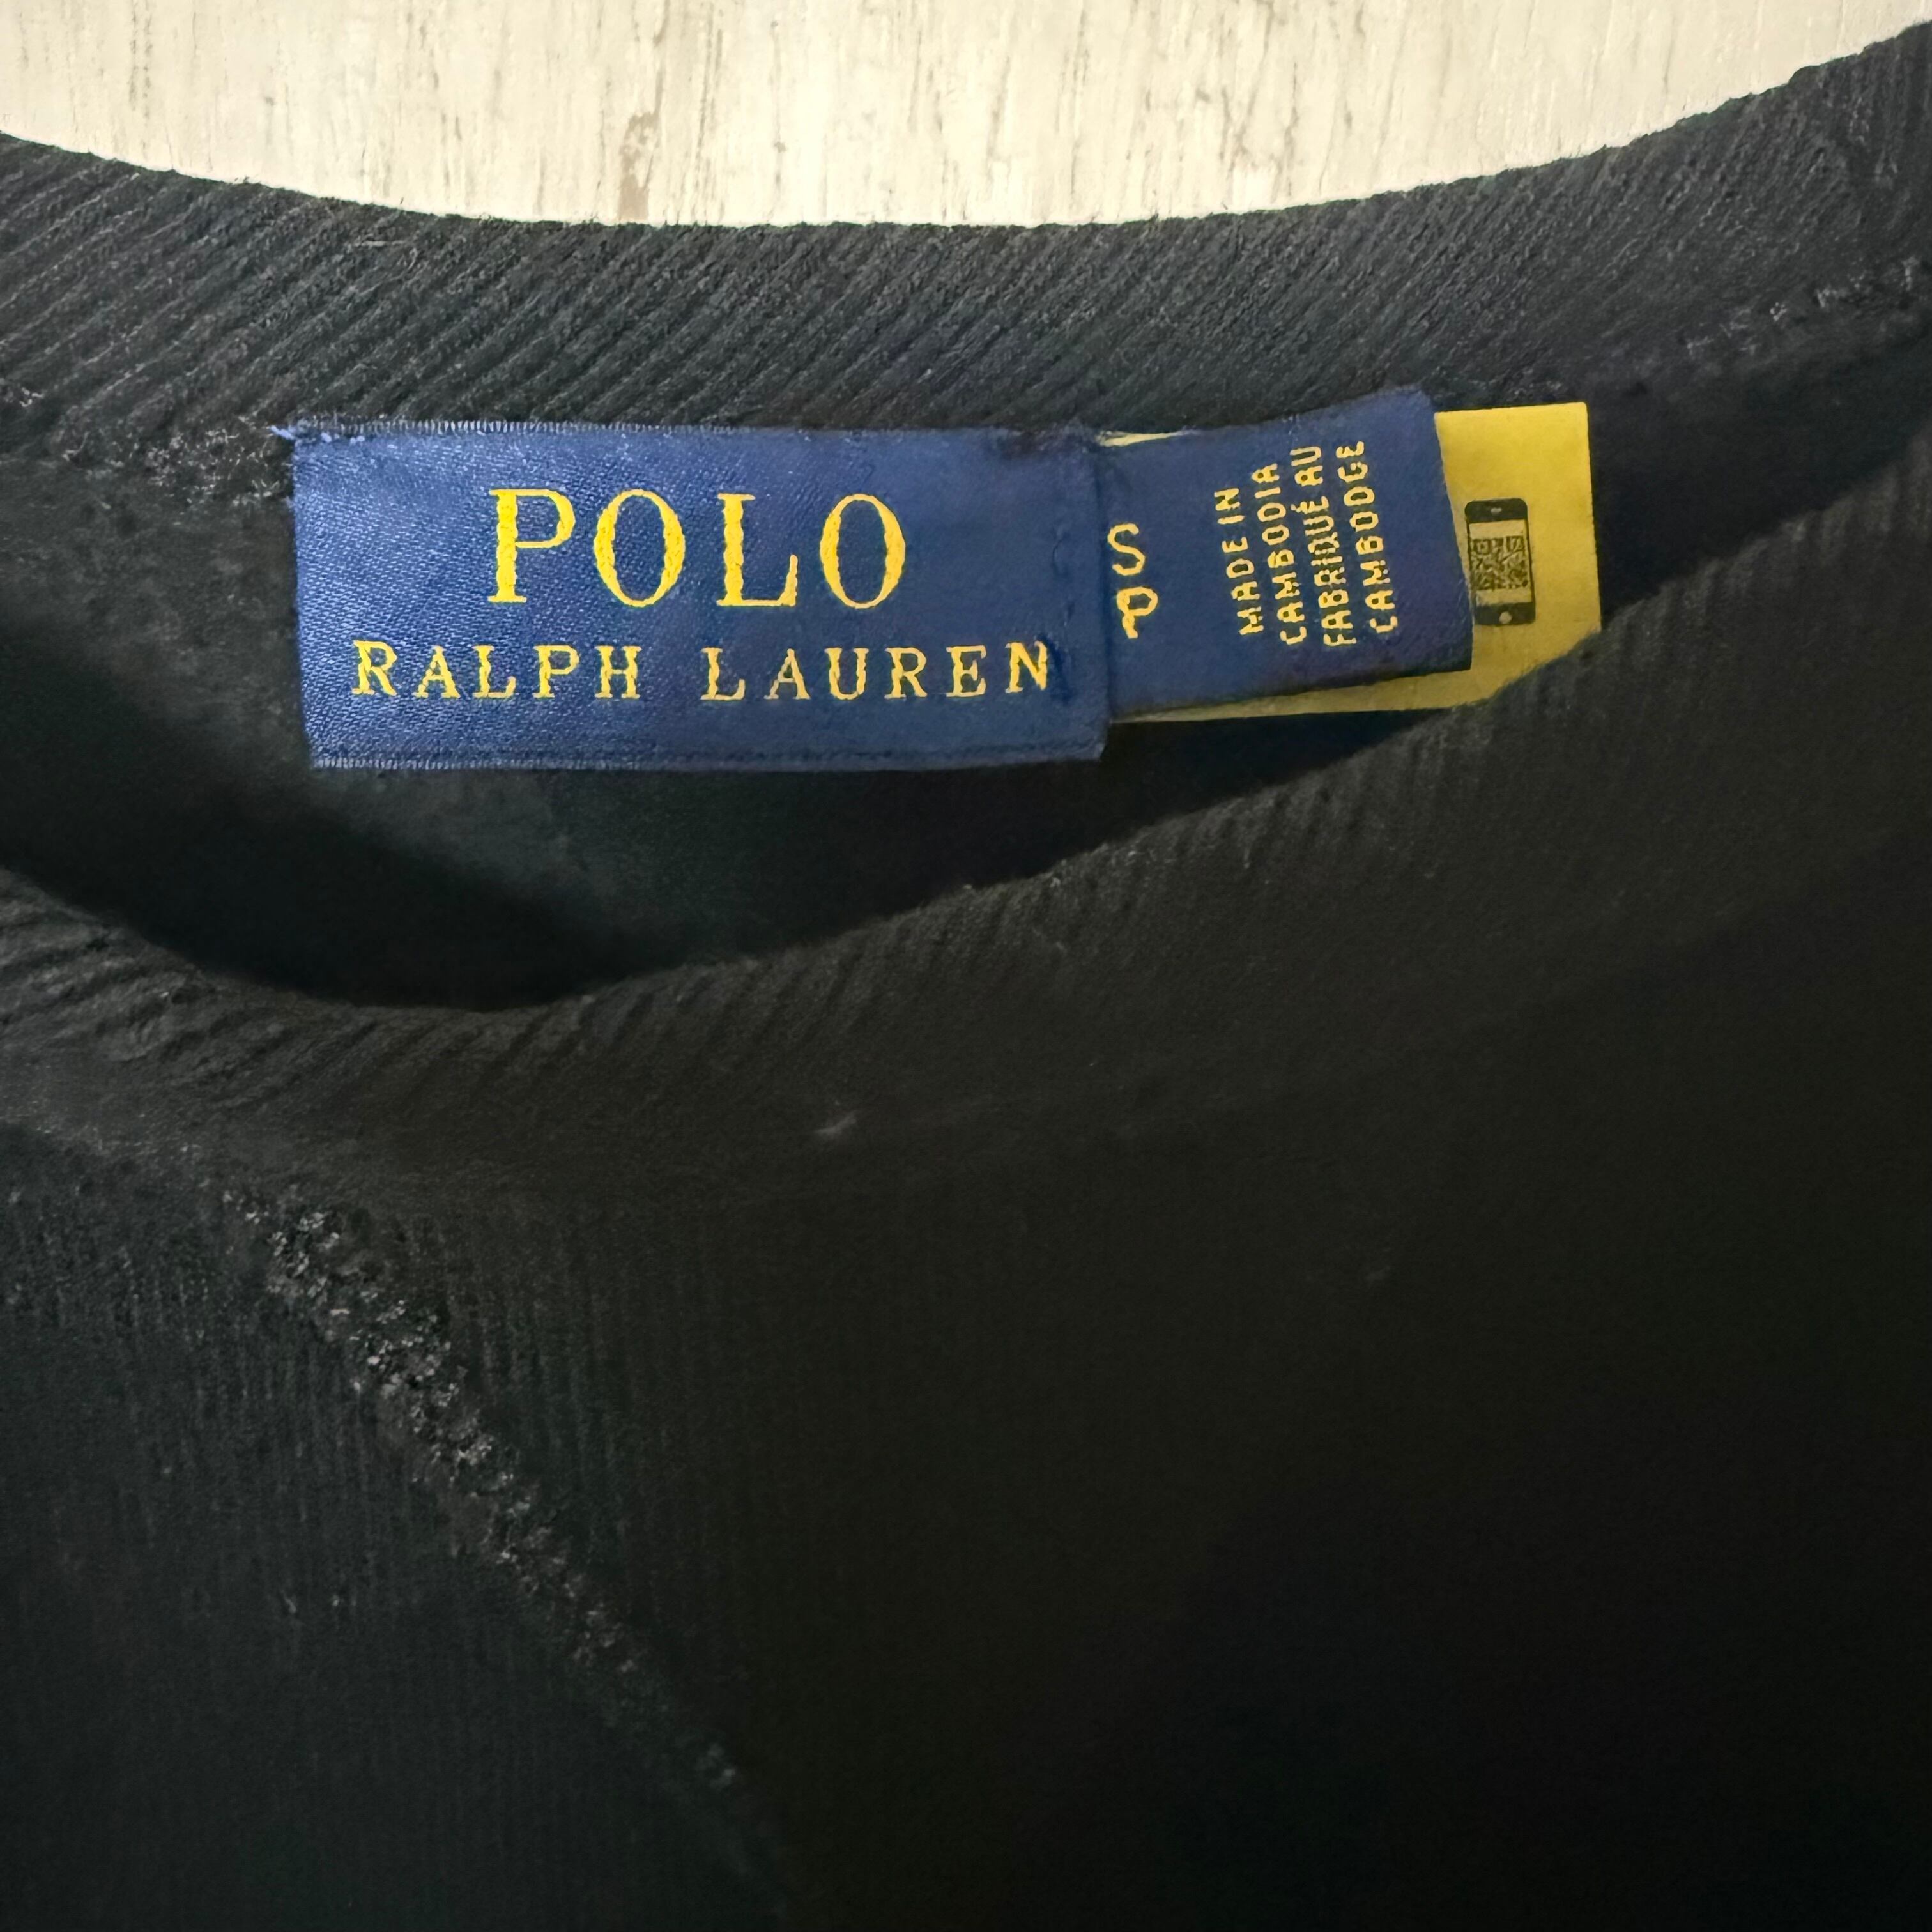 POLO
RALPH LAUREN
S
P
MADE IN
CAMBODIA
FABRIQUÉ AU
CAMBODGE